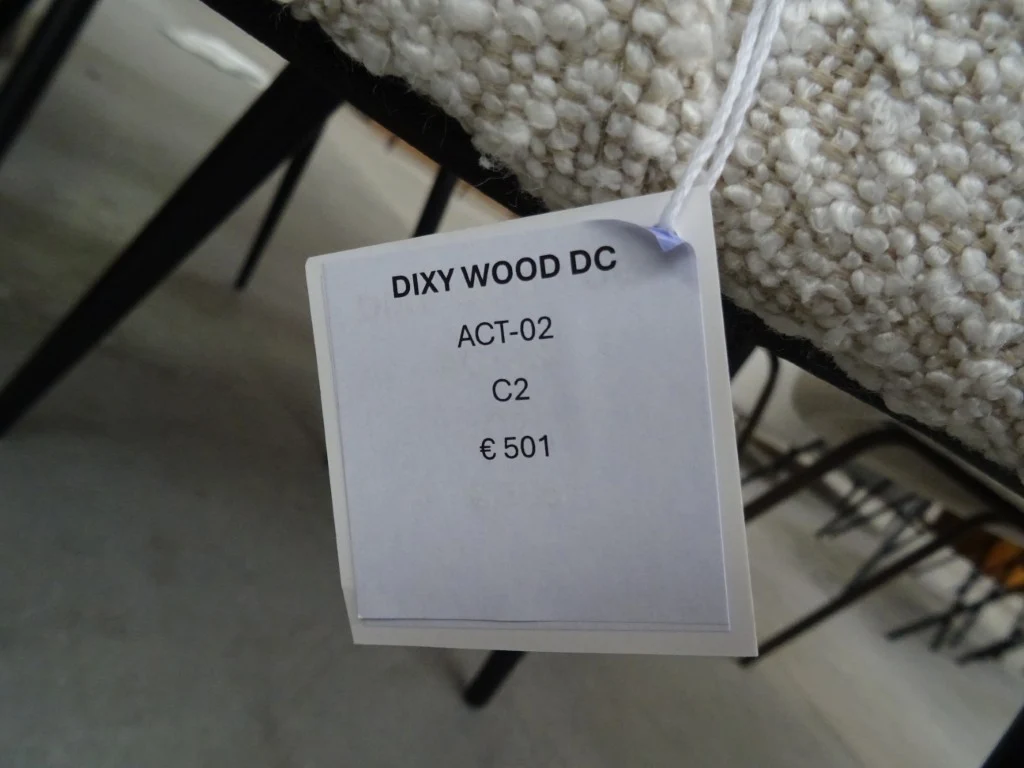 DIXY WOOD DC
ACT-02
C2
€ 501